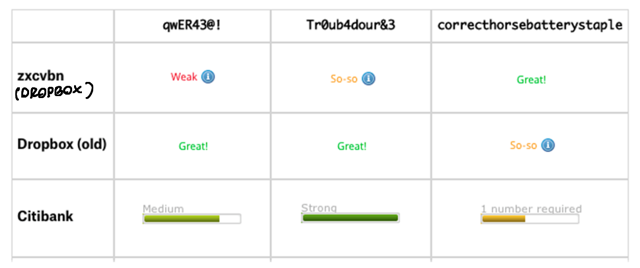 qwER43@! Tr0ub4dour&3 correcthorsebatterystaple
zxcvbn Weak So-so Great!
(DROPBOX)
Dropbox (old) Great! Great! So-so
Medium Strong 1 number required
Citibank